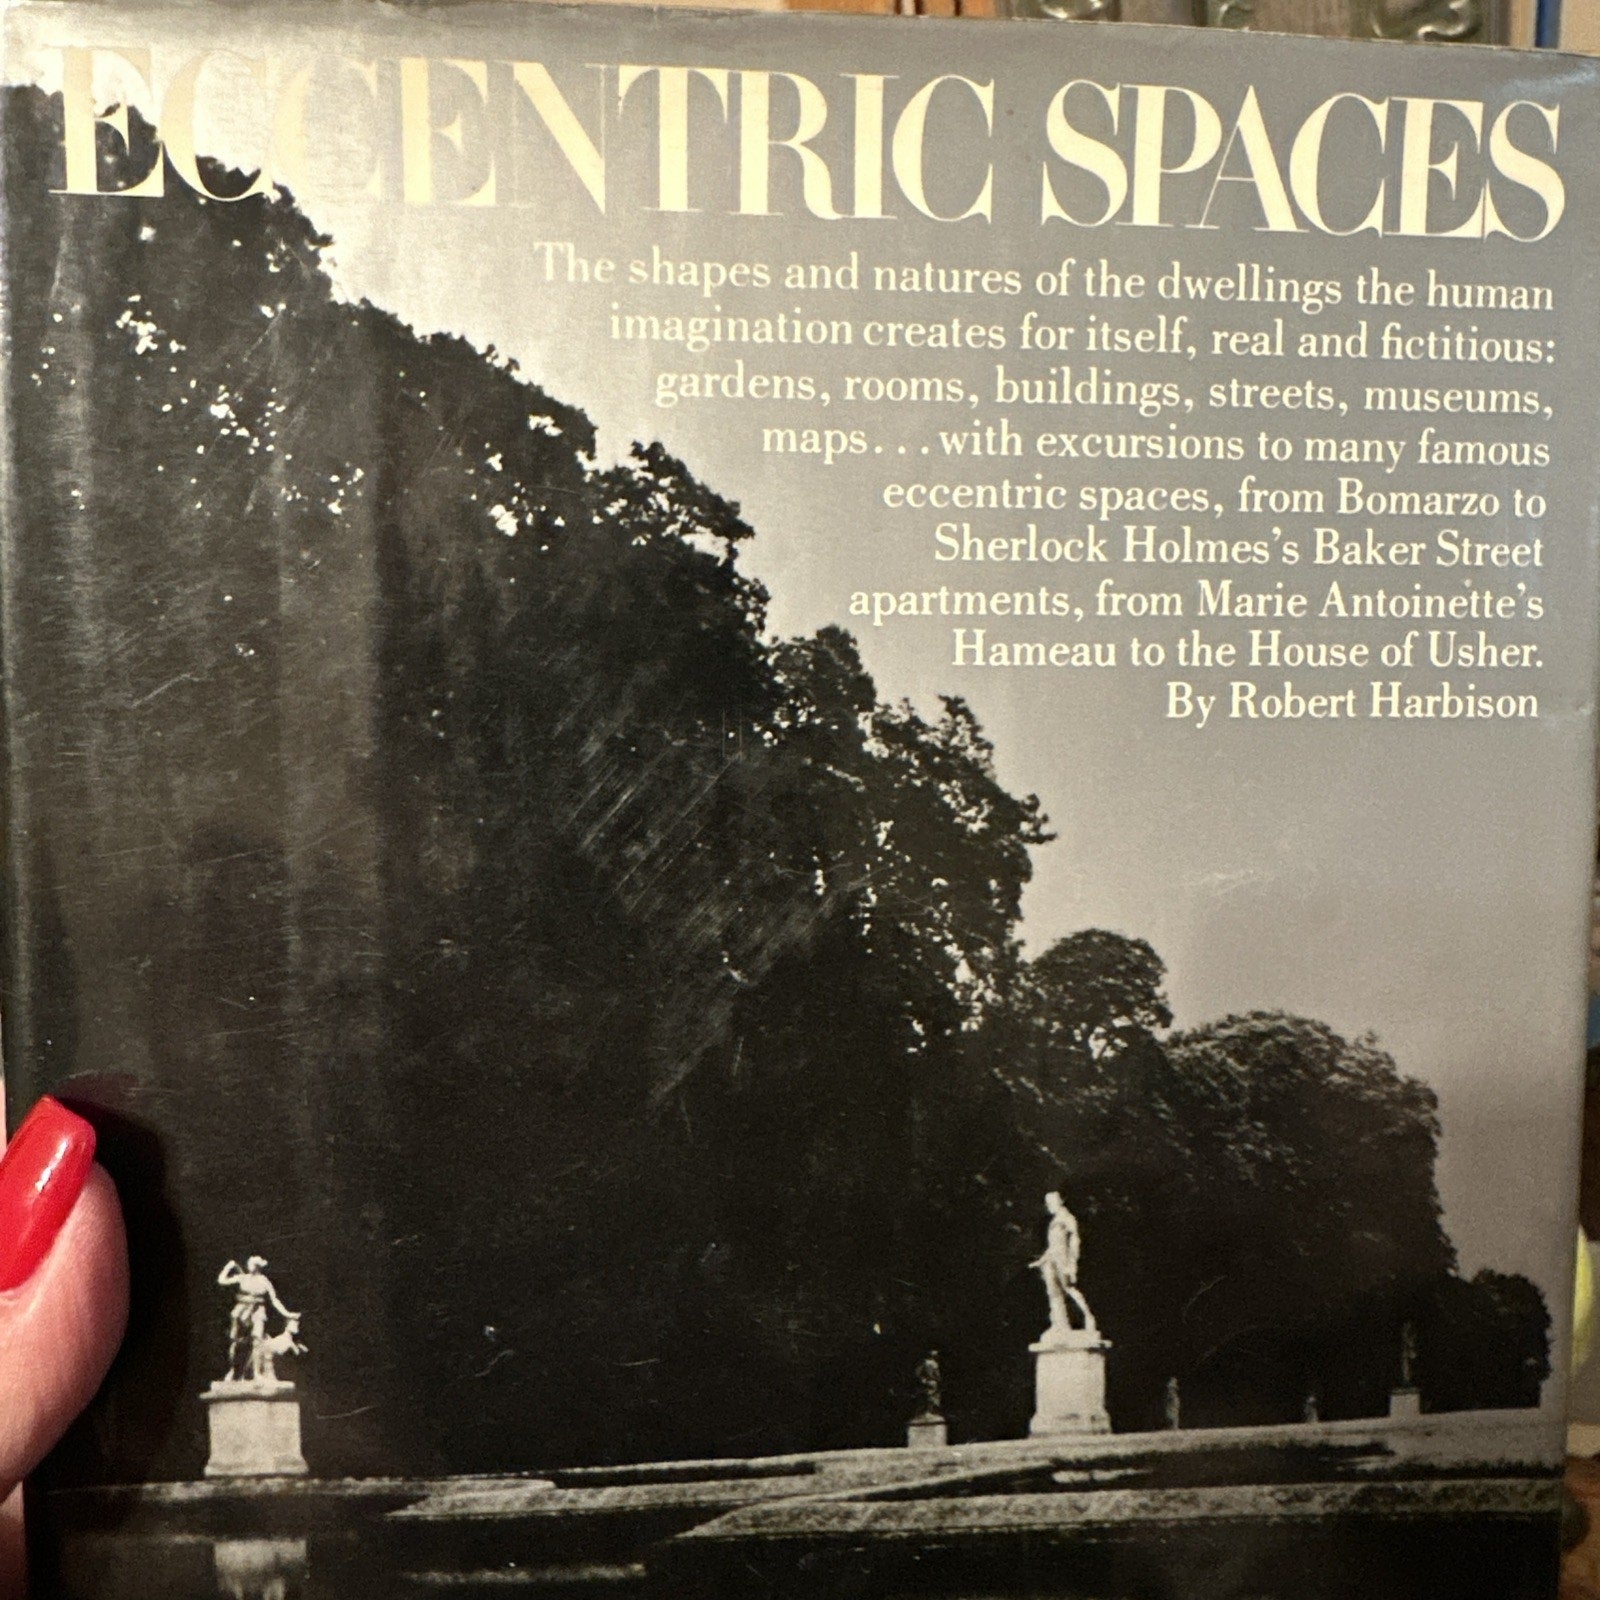 ECCENTRIC SPACES
The shapes and natures of the dwellings the human
imagination creates for itself, real and fictitious:
gardens, rooms, buildings, streets, museums,
maps...with excursions to many famous
eccentric spaces, from Bomarzo to
Sherlock Holmes's Baker Street
apartments, from Marie Antoinette's
Hameau to the House of Usher.
By Robert Harbison